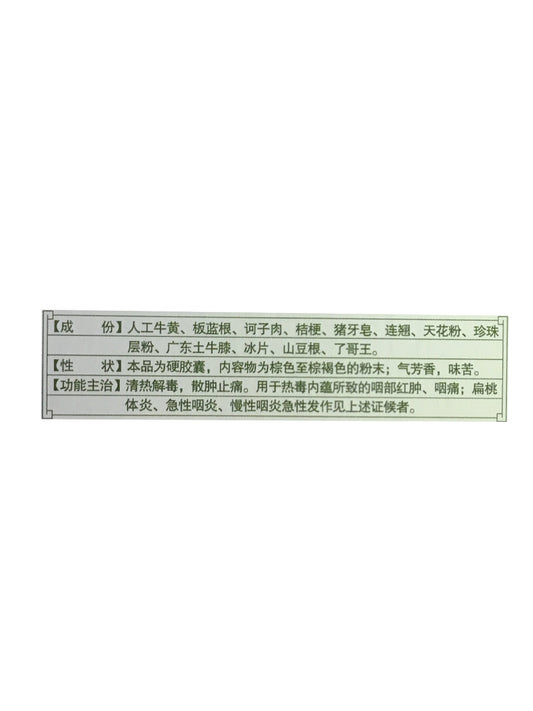 【成　　份】人工牛黄、板蓝根、诃子肉、桔梗、猪牙皂、连翘、天花粉、珍珠
层粉、广东土牛膝、冰片、山豆根、了哥王。
【性　　状】本品为硬胶囊，内容物为棕色至棕褐色的粉末；气芳香，味苦。
【功能主治】清热解毒，散肿止痛。用于热毒内蕴所致的咽部红肿、咽痛；扁桃
体炎、急性咽炎、慢性咽炎急性发作见上述证候者。